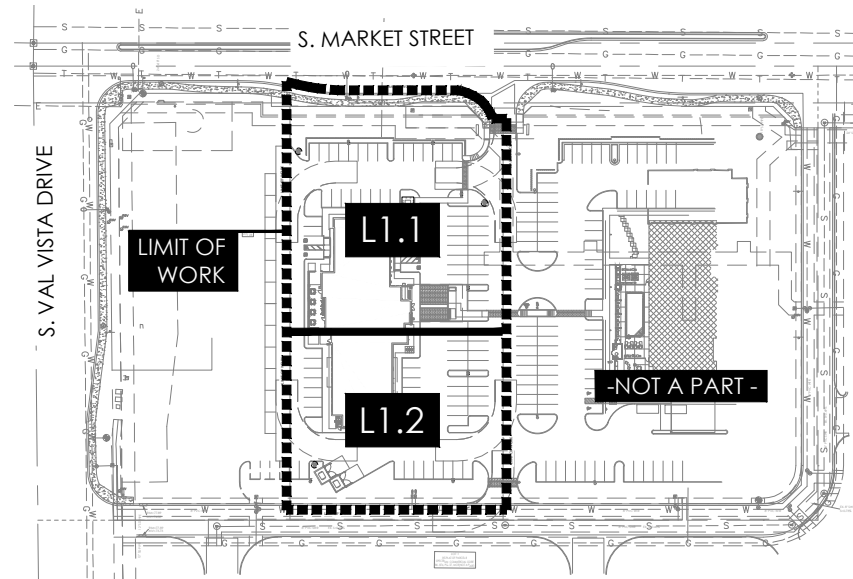 S. MARKET STREET
S. VAL VISTA DRIVE
LIMIT OF
WORK
L1.1
L1.2
-NOT A PART -